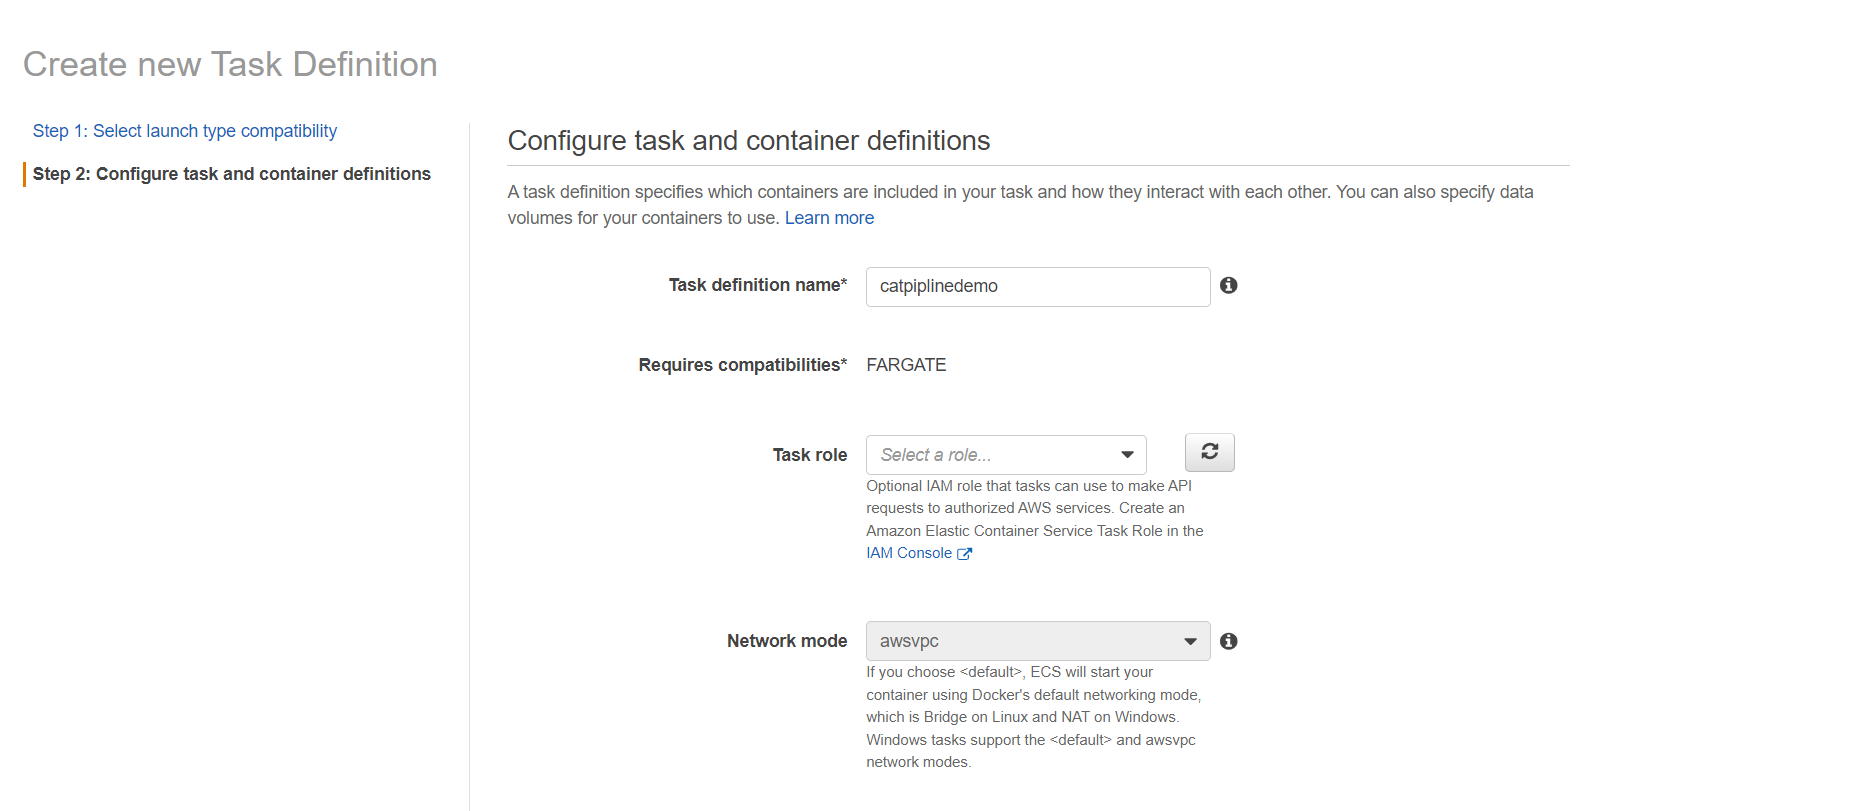 Create new Task Definition
Step 1: Select launch type compatibility
Step 2: Configure task and container definitions
Configure task and container definitions
A task definition specifies which containers are included in your task and how they interact with each other. You can also specify data
volumes for your containers to use. Learn more
Task definition name* catpiplinedemo
Requires compatibilities* FARGATE
Task role Select a role...
Optional IAM role that tasks can use to make API
requests to authorized AWS services. Create an
Amazon Elastic Container Service Task Role in the
IAM Console
Network mode awsvpc
If you choose <default>, ECS will start your
container using Docker's default networking mode,
which is Bridge on Linux and NAT on Windows.
Windows tasks support the <default> and awsvpc
network modes.